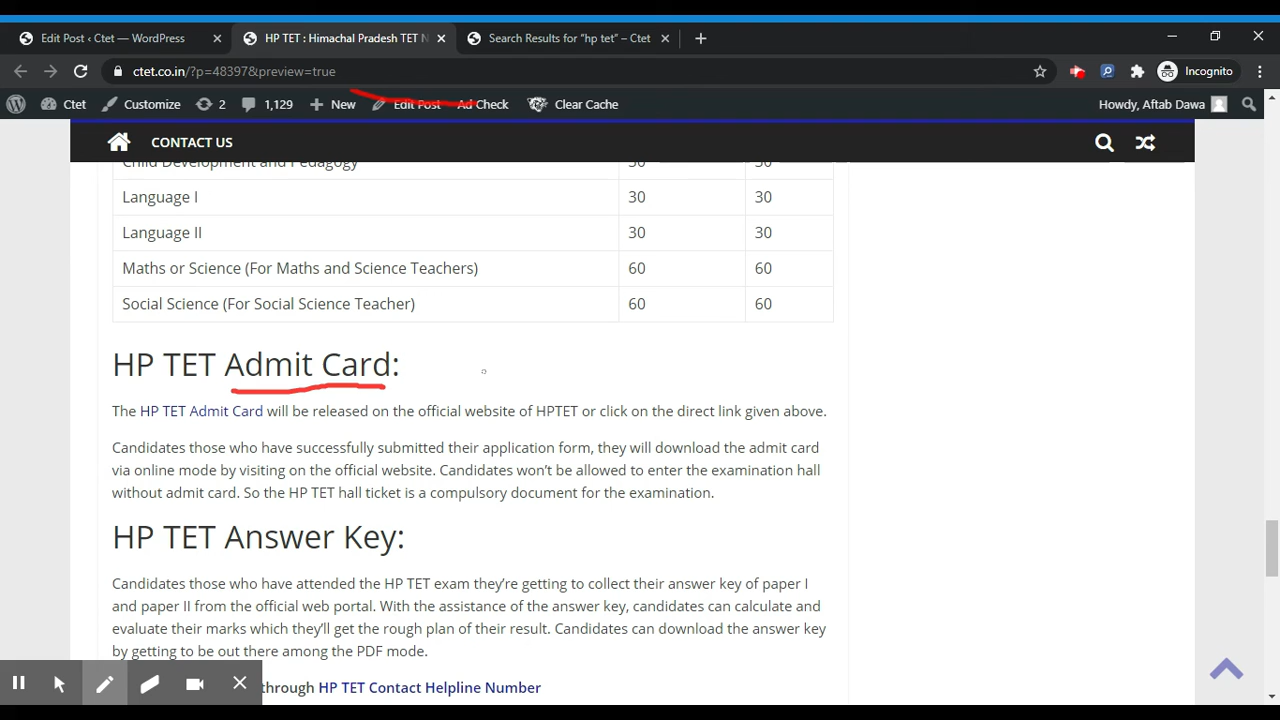 Edit Post ‹ Ctet — WordPress
HP TET : Himachal Pradesh TET N
Search Results for “hp tet” – Ctet
ctet.co.in/?p=48397&preview=true
Incognito
Ctet Customize 2 1,129 New Edit Post Ad Check Clear Cache Howdy, Aftab Dawa
CONTACT US
Child Development and Pedagogy 30 30
Language I 30 30
Language II 30 30
Maths or Science (For Maths and Science Teachers) 60 60
Social Science (For Social Science Teacher) 60 60
HP TET Admit Card:
The HP TET Admit Card will be released on the official website of HPTET or click on the direct link given above.
Candidates those who have successfully submitted their application form, they will download the admit card
via online mode by visiting on the official website. Candidates won’t be allowed to enter the examination hall
without admit card. So the HP TET hall ticket is a compulsory document for the examination.
HP TET Answer Key:
Candidates those who have attended the HP TET exam they’re getting to collect their answer key of paper I
and paper II from the official web portal. With the assistance of the answer key, candidates can calculate and
evaluate their marks which they’ll get the rough plan of their result. Candidates can download the answer key
by getting to be out there among the PDF mode.
through HP TET Contact Helpline Number